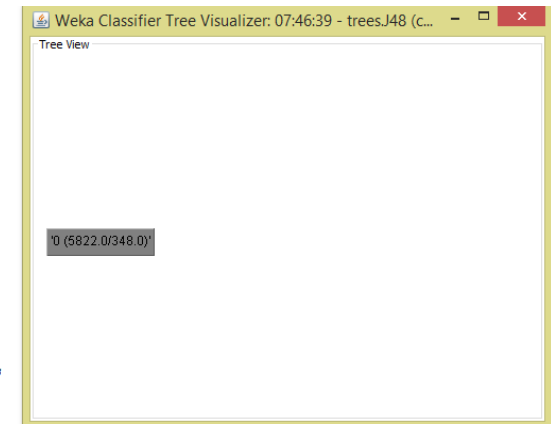 Weka Classifier Tree Visualizer: 07:46:39 - trees.J48 (c...
Tree View
'0 (5822.0/348.0)'